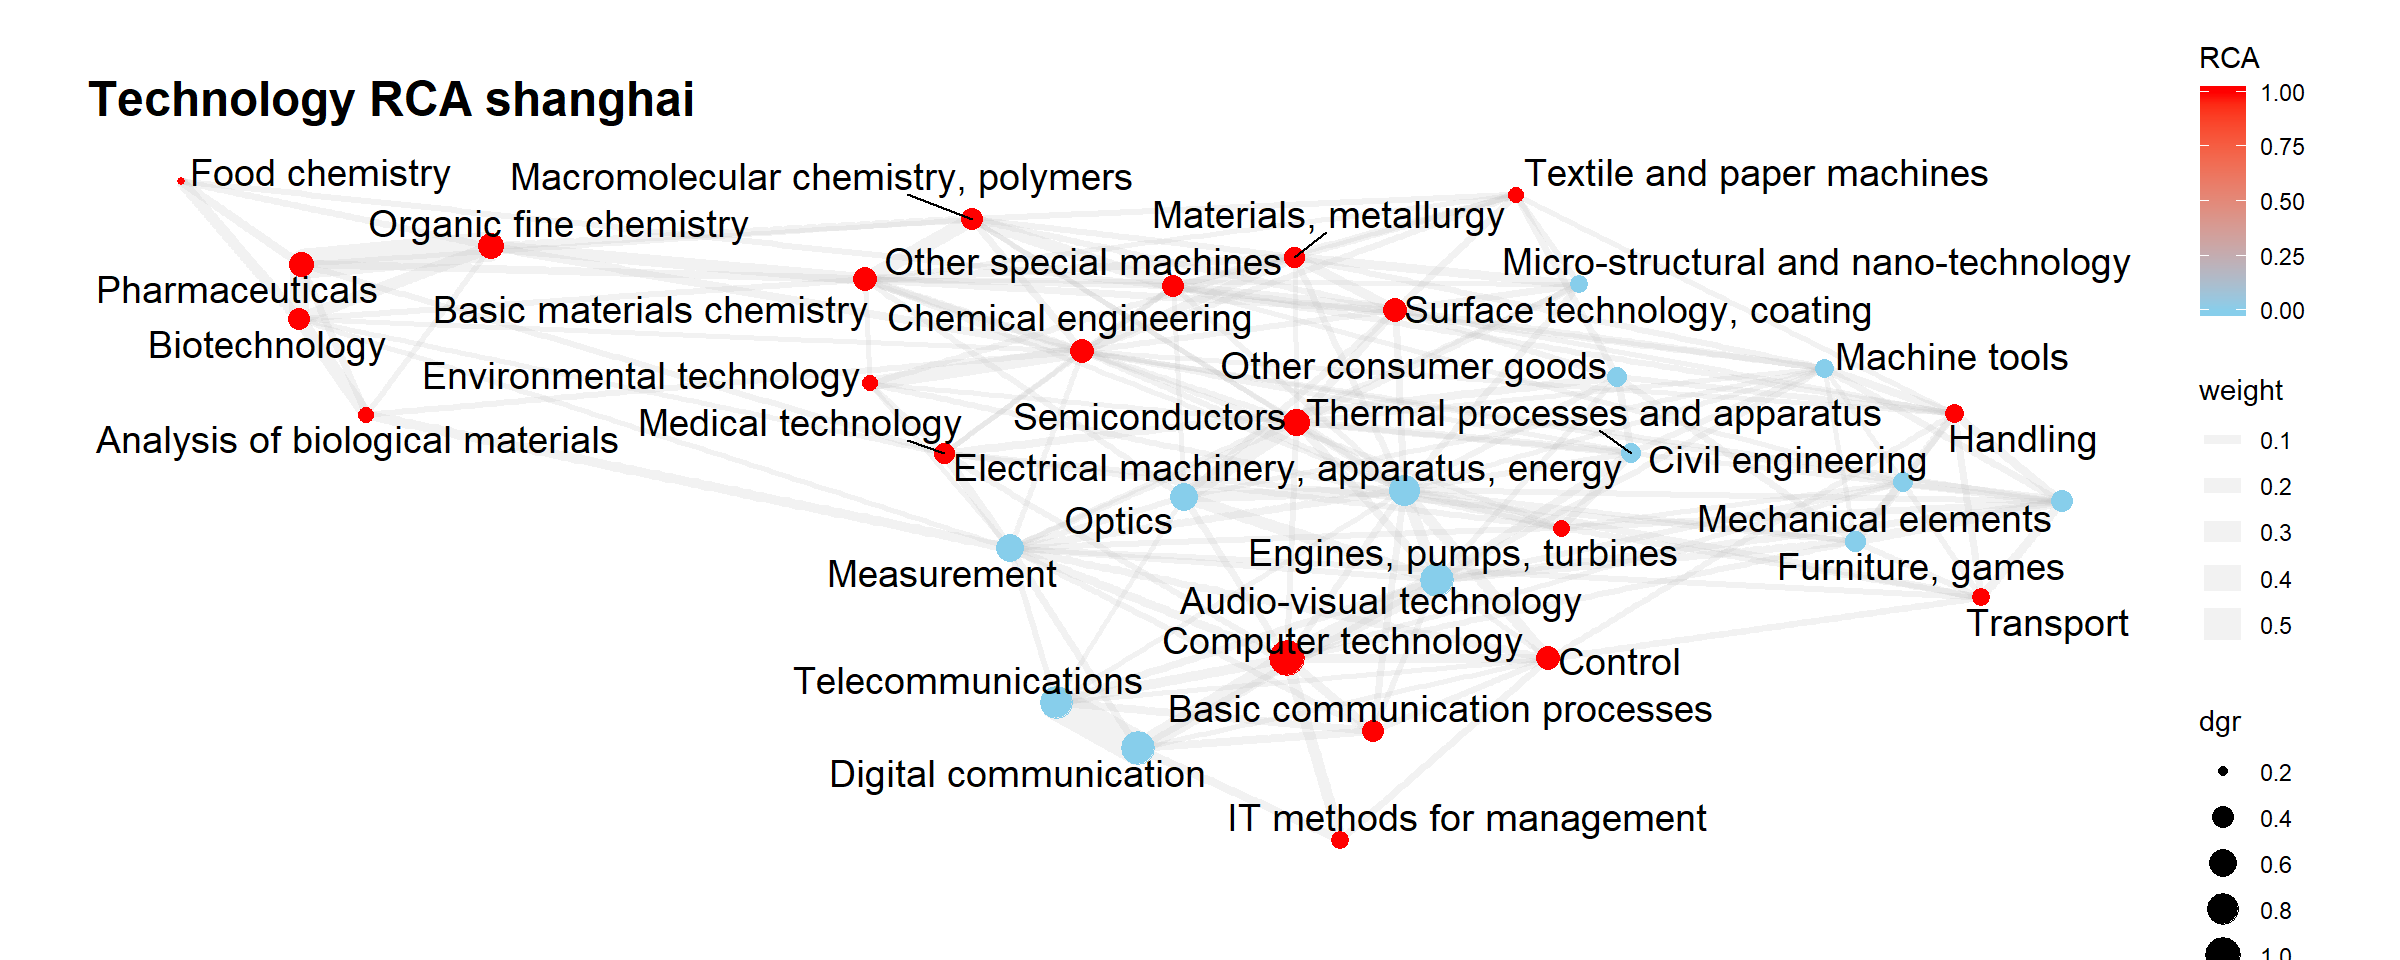 Technology RCA shanghai
Food chemistry
Macromolecular chemistry, polymers
Textile and paper machines
Organic fine chemistry
Materials, metallurgy
Other special machines
Micro-structural and nano-technology
Pharmaceuticals
Basic materials chemistry
Chemical engineering
Surface technology, coating
Biotechnology
Environmental technology
Other consumer goods
Machine tools
Analysis of biological materials
Medical technology
Semiconductors
Thermal processes and apparatus
Handling
Electrical machinery, apparatus, energy
Civil engineering
Optics
Mechanical elements
Measurement
Engines, pumps, turbines
Furniture, games
Audio-visual technology
Transport
Computer technology
Control
Telecommunications
Basic communication processes
Digital communication
IT methods for management
RCA
1.00
0.75
0.50
0.25
0.00
weight
0.1
0.2
0.3
0.4
0.5
dgr
0.2
0.4
0.6
0.8
1.0